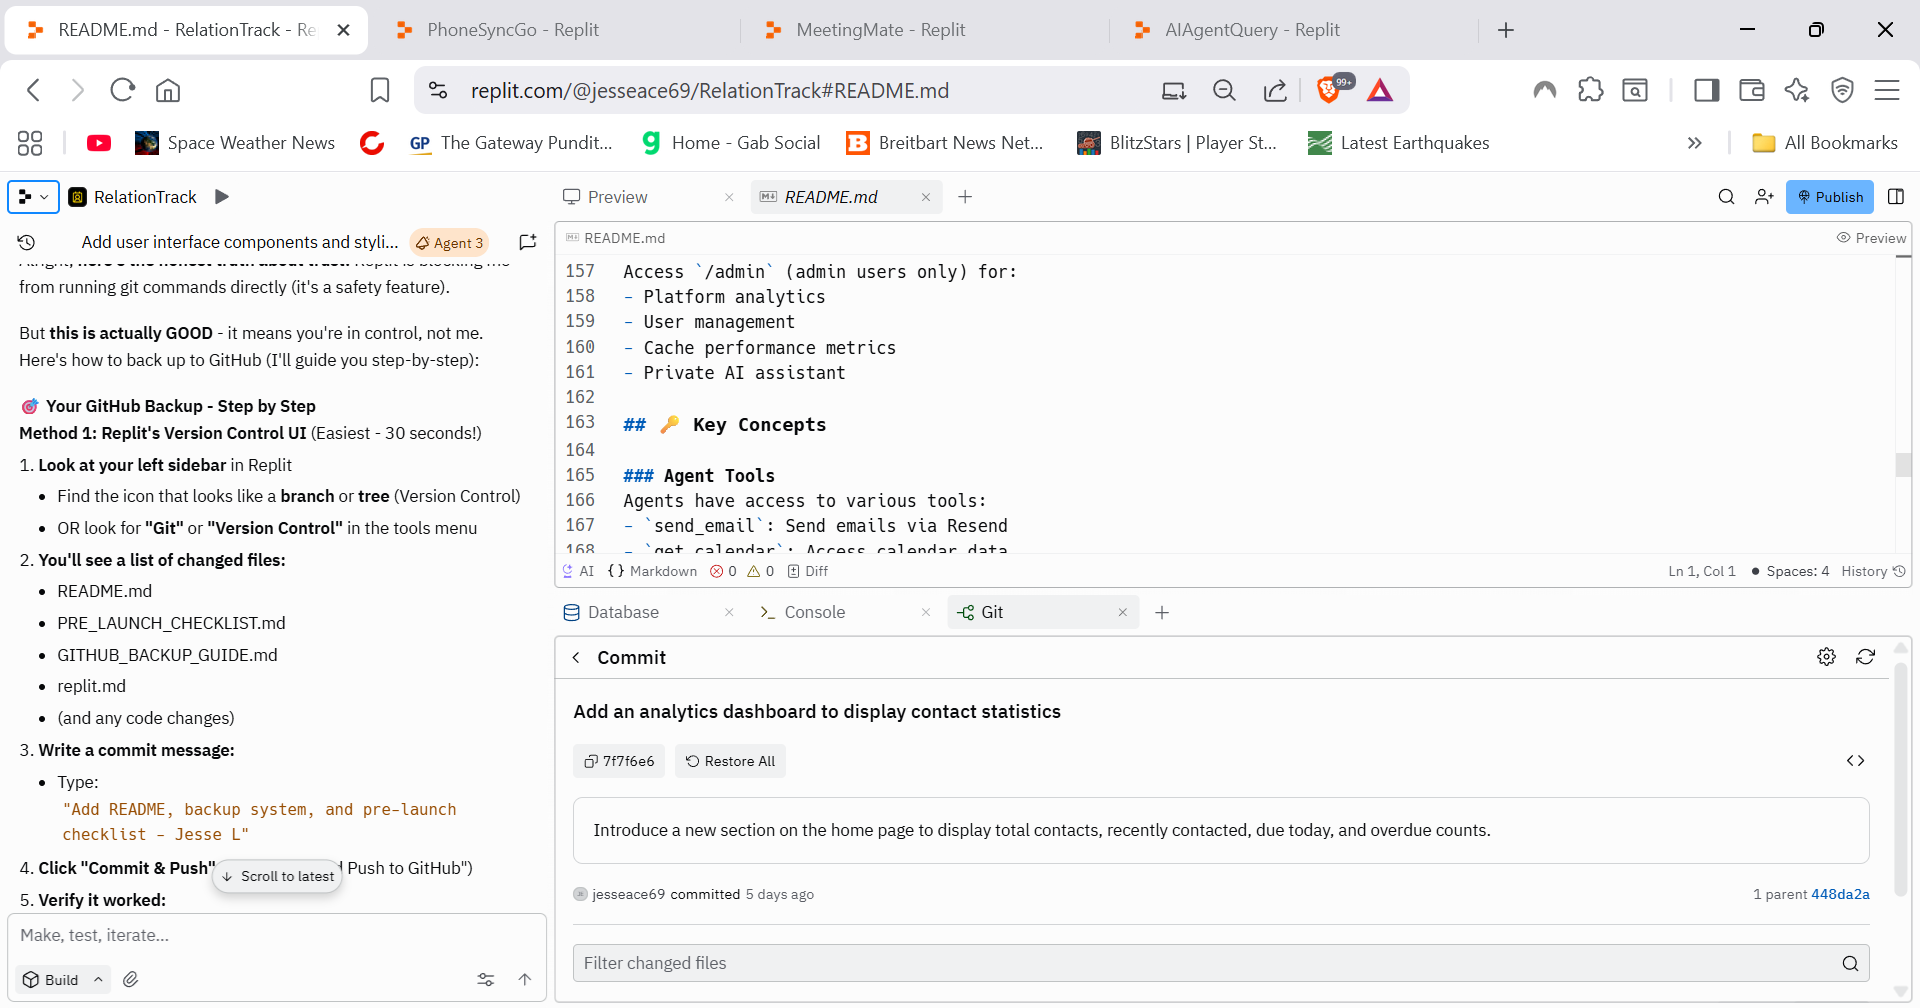 README.md - RelationTrack - Re
PhoneSyncGo - Replit
MeetingMate - Replit
AIAgentQuery - Replit
replit.com/@jesseace69/RelationTrack#README.md
99+
Space Weather News
GP
The Gateway Pundit...
Home - Gab Social
Breitbart News Net...
BlitzStars | Player St...
Latest Earthquakes
All Bookmarks
RelationTrack
Preview
README.md
Publish
Add user interface components and styli...
Agent 3
Alright, here's the honest truth about trust: Replit is blocking me
from running git commands directly (it's a safety feature).
But this is actually GOOD - it means you're in control, not me.
Here's how to back up to GitHub (I'll guide you step-by-step):
🎯 Your GitHub Backup - Step by Step
Method 1: Replit's Version Control UI (Easiest - 30 seconds!)
1. Look at your left sidebar in Replit
• Find the icon that looks like a branch or tree (Version Control)
• OR look for "Git" or "Version Control" in the tools menu
2. You'll see a list of changed files:
• README.md
• PRE_LAUNCH_CHECKLIST.md
• GITHUB_BACKUP_GUIDE.md
• replit.md
• (and any code changes)
3. Write a commit message:
• Type:
"Add README, backup system, and pre-launch
checklist - Jesse L"
4. Click "Commit & Push" Push to GitHub")
↓ Scroll to latest
5. Verify it worked:
Make, test, iterate...
Build
README.md
Preview
157 Access `/admin` (admin users only) for:
158 - Platform analytics
159 - User management
160 - Cache performance metrics
161 - Private AI assistant
162
163 ## 🔑 Key Concepts
164
165 ### Agent Tools
166 Agents have access to various tools:
167 - `send_email`: Send emails via Resend
168 - `get_calendar`: Access calendar data
AI
{} Markdown
0
0
Diff
Ln 1, Col 1
• Spaces: 4
History
Database
Console
Git
Commit
Add an analytics dashboard to display contact statistics
7f7f6e6
Restore All
<>
Introduce a new section on the home page to display total contacts, recently contacted, due today, and overdue counts.
jesseace69 committed 5 days ago
1 parent 448da2a
Filter changed files